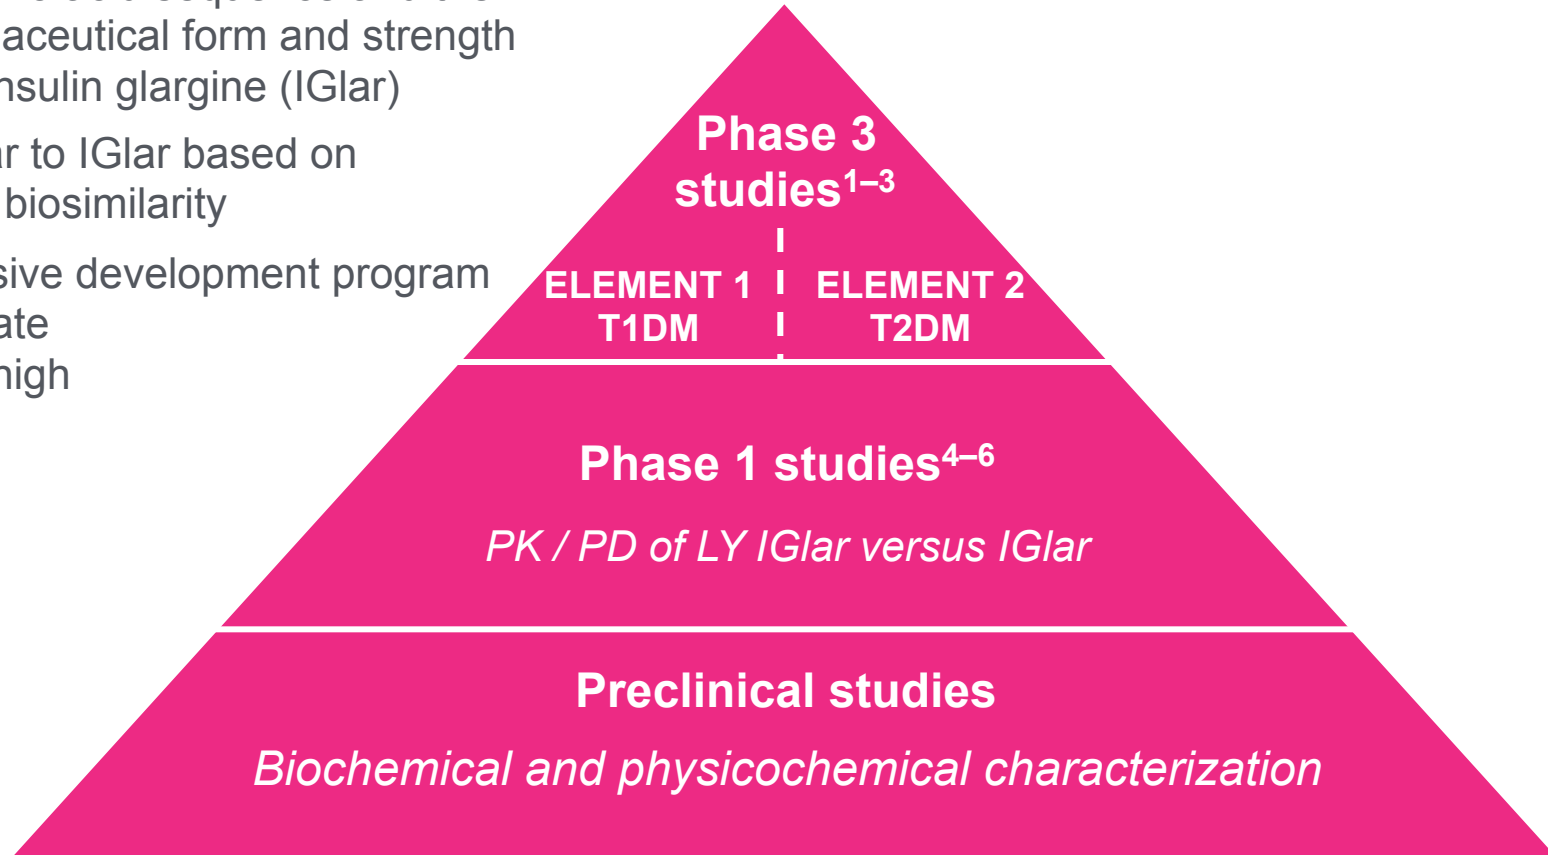 aceutical form and strength
nsulin glargine (IGlar)
ar to IGlar based on
biosimilarity
sive development program
ate
high
Phase 3
studies¹⁻³
ELEMENT 1
T1DM
ELEMENT 2
T2DM
Phase 1 studies⁴⁻⁶
PK / PD of LY IGlar versus IGlar
Preclinical studies
Biochemical and physicochemical characterization